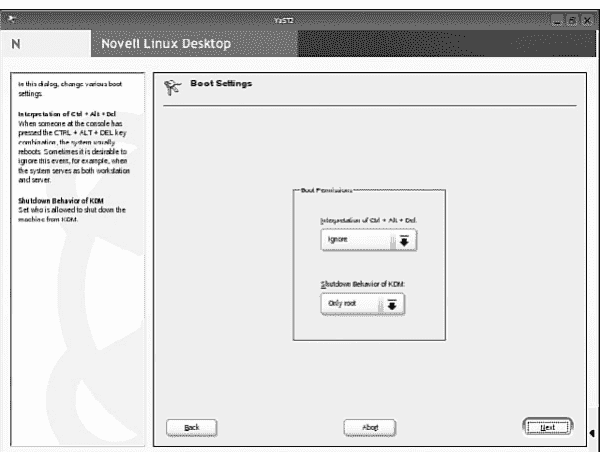 YaST2
N Novell Linux Desktop
In this dialog, change various boot
settings.
Interpretation of Ctrl + Alt + Del
When someone at the console has
pressed the CTRL + ALT + DEL key
combination, the system usually
reboots. Sometimes it is desirable to
ignore this event, for example, when
the system serves as both workstation
and server.
Shutdown Behavior of KDM
Set who is allowed to shut down the
machine from KDM.
Boot Settings
Boot Permissions
Interpretation of Ctrl + Alt + Del:
Ignore
Shutdown Behavior of KDM:
Only root
Back
Abort
Next